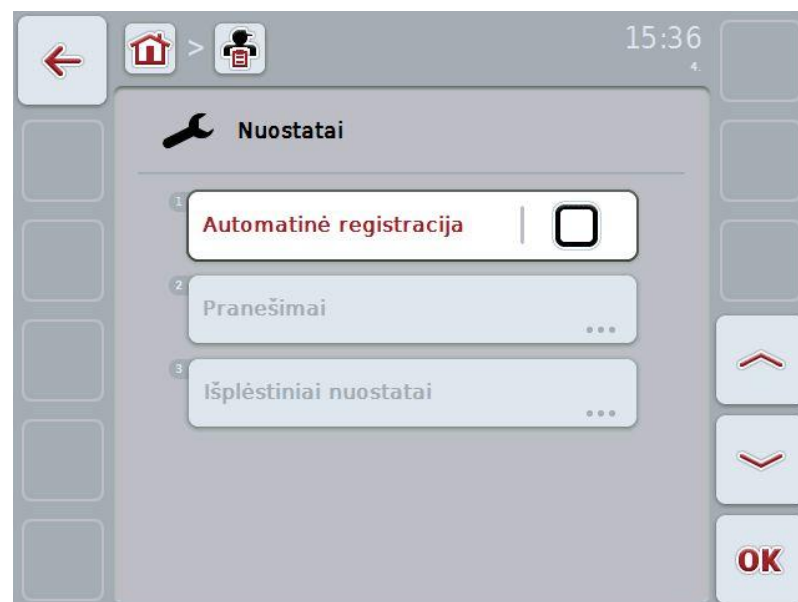 >
15:36
4.
Nuostatai
1
Automatinė registracija
2
Pranešimai
...
3
Išplėstiniai nuostatai
...
OK